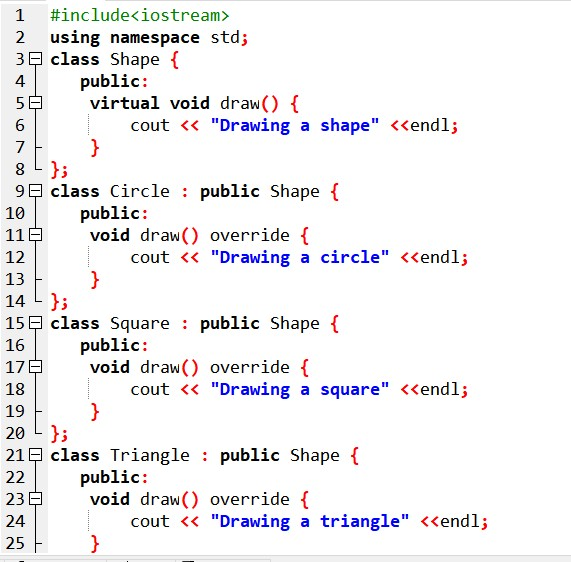 1 #include<iostream>
2 using namespace std;
3 class Shape {
4 public:
5 virtual void draw() {
6 cout << "Drawing a shape" <<endl;
7 }
8 };
9 class Circle : public Shape {
10 public:
11 void draw() override {
12 cout << "Drawing a circle" <<endl;
13 }
14 };
15 class Square : public Shape {
16 public:
17 void draw() override {
18 cout << "Drawing a square" <<endl;
19 }
20 };
21 class Triangle : public Shape {
22 public:
23 void draw() override {
24 cout << "Drawing a triangle" <<endl;
25 }